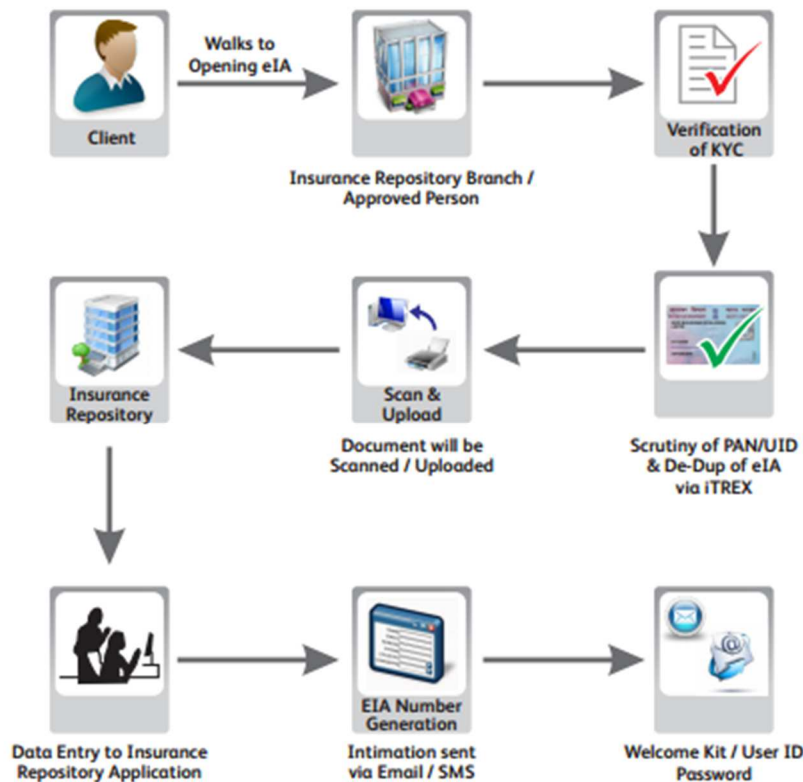 Walks to
Opening eIA
Client
Verification
of KYC
Insurance Repository Branch /
Approved Person
Insurance
Repository
Scan &
Upload
Document will be
Scanned / Uploaded
Scrutiny of PAN/UID
& De-Dup of eIA
via iTREX
Data Entry to Insurance
Repository Application
EIA Number
Generation
Intimation sent
via Email / SMS
Welcome Kit / User ID
Password